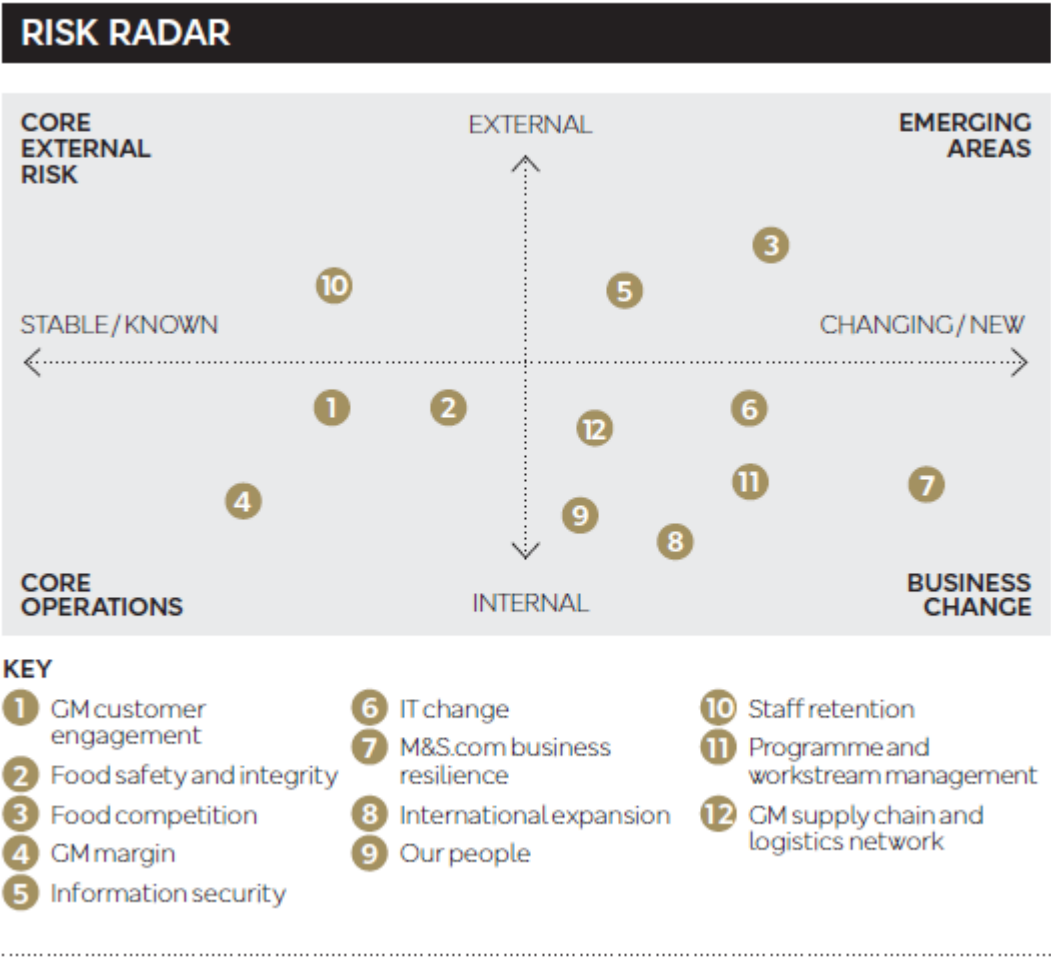 RISK RADAR
CORE
EXTERNAL
RISK
EXTERNAL
EMERGING
AREAS
3
10
5
STABLE/KNOWN
CHANGING/NEW
1
2
12
6
4
9
8
11
7
CORE
OPERATIONS
INTERNAL
BUSINESS
CHANGE
KEY
1 GM customer
engagement
2 Food safety and integrity
3 Food competition
4 GM margin
5 Information security
6 IT change
7 M&S.com business
resilience
8 International expansion
9 Our people
10 Staff retention
11 Programme and
workstream management
12 GM supply chain and
logistics network